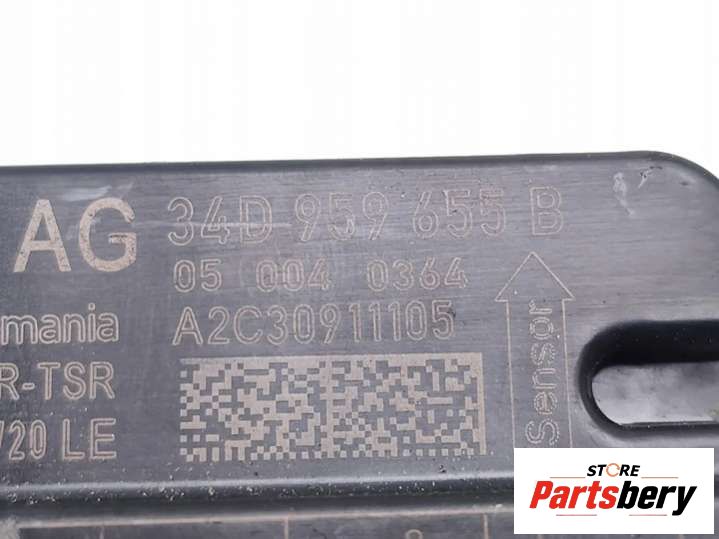 AG 34D 959 655 B
05 004 0364
mania A2C30911105
R-TSR
/20 LE
Sensor
STORE
Partsbery